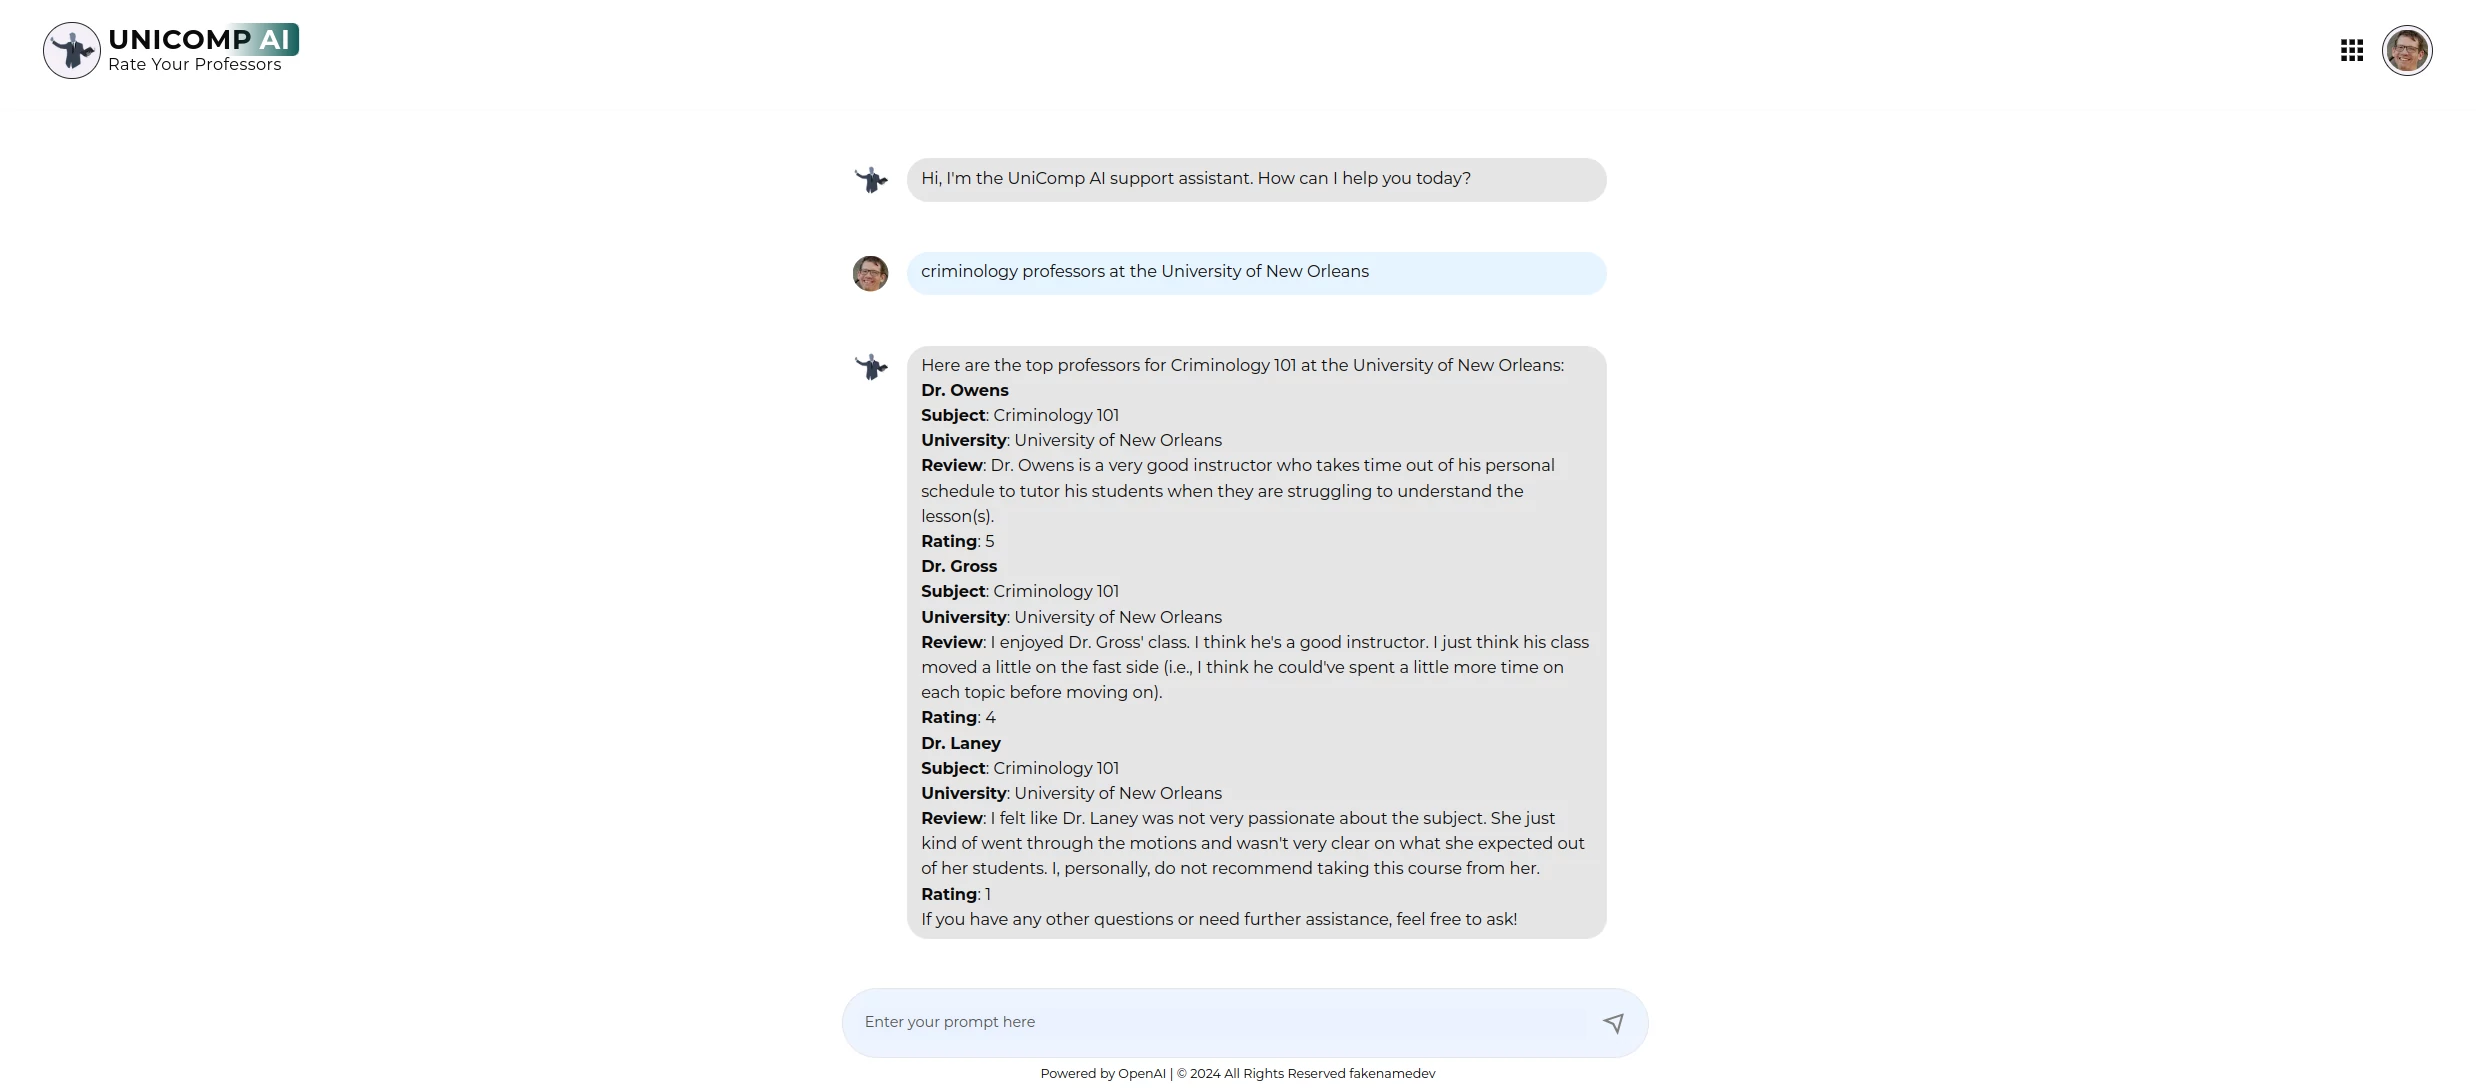 UNICOMP AI
Rate Your Professors
Hi, I'm the UniComp AI support assistant. How can I help you today?
criminology professors at the University of New Orleans
Here are the top professors for Criminology 101 at the University of New Orleans:
Dr. Owens
Subject: Criminology 101
University: University of New Orleans
Review: Dr. Owens is a very good instructor who takes time out of his personal
schedule to tutor his students when they are struggling to understand the
lesson(s).
Rating: 5
Dr. Gross
Subject: Criminology 101
University: University of New Orleans
Review: I enjoyed Dr. Gross' class. I think he's a good instructor. I just think his class
moved a little on the fast side (i.e., I think he could've spent a little more time on
each topic before moving on).
Rating: 4
Dr. Laney
Subject: Criminology 101
University: University of New Orleans
Review: I felt like Dr. Laney was not very passionate about the subject. She just
kind of went through the motions and wasn't very clear on what she expected out
of her students. I, personally, do not recommend taking this course from her.
Rating: 1
If you have any other questions or need further assistance, feel free to ask!
Enter your prompt here
Powered by OpenAI | © 2024 All Rights Reserved fakenamedev